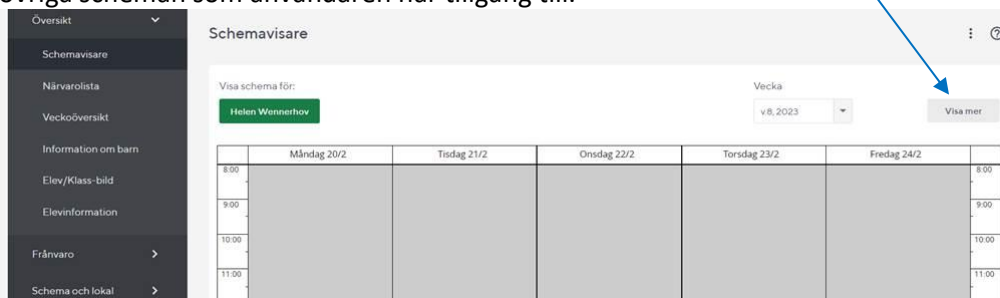 övriga scheman som användaren har tillgång till.
Översikt
Schemavisare
Närvarolista
Veckoöversikt
Information om barn
Elev/Klass-bild
Elevinformation
Frånvaro
Schema och lokal
Schemavisare
Visa schema för:
Vecka
Helen Wennerhov
v.8, 2023
Visa mer
Måndag 20/2
Tisdag 21/2
Onsdag 22/2
Torsdag 23/2
Fredag 24/2
8:00
8:00
9:00
9:00
10:00
10:00
11:00
11:00